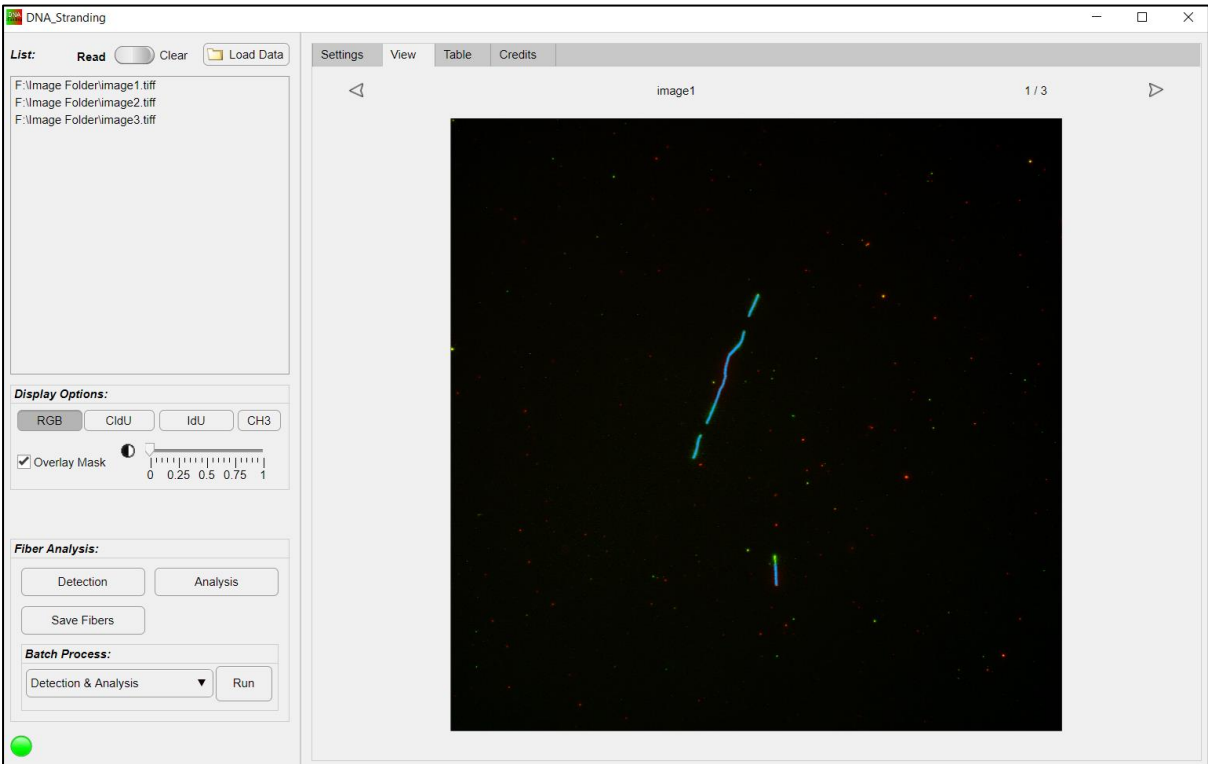 DNA_Stranding
List: Read Clear Load Data
F:\Image Folder\image1.tiff
F:\Image Folder\image2.tiff
F:\Image Folder\image3.tiff
Display Options:
RGB CldU IdU CH3
Overlay Mask
0 0.25 0.5 0.75 1
Fiber Analysis:
Detection Analysis
Save Fibers
Batch Process:
Detection & Analysis Run
Settings View Table Credits
image1 1 / 3